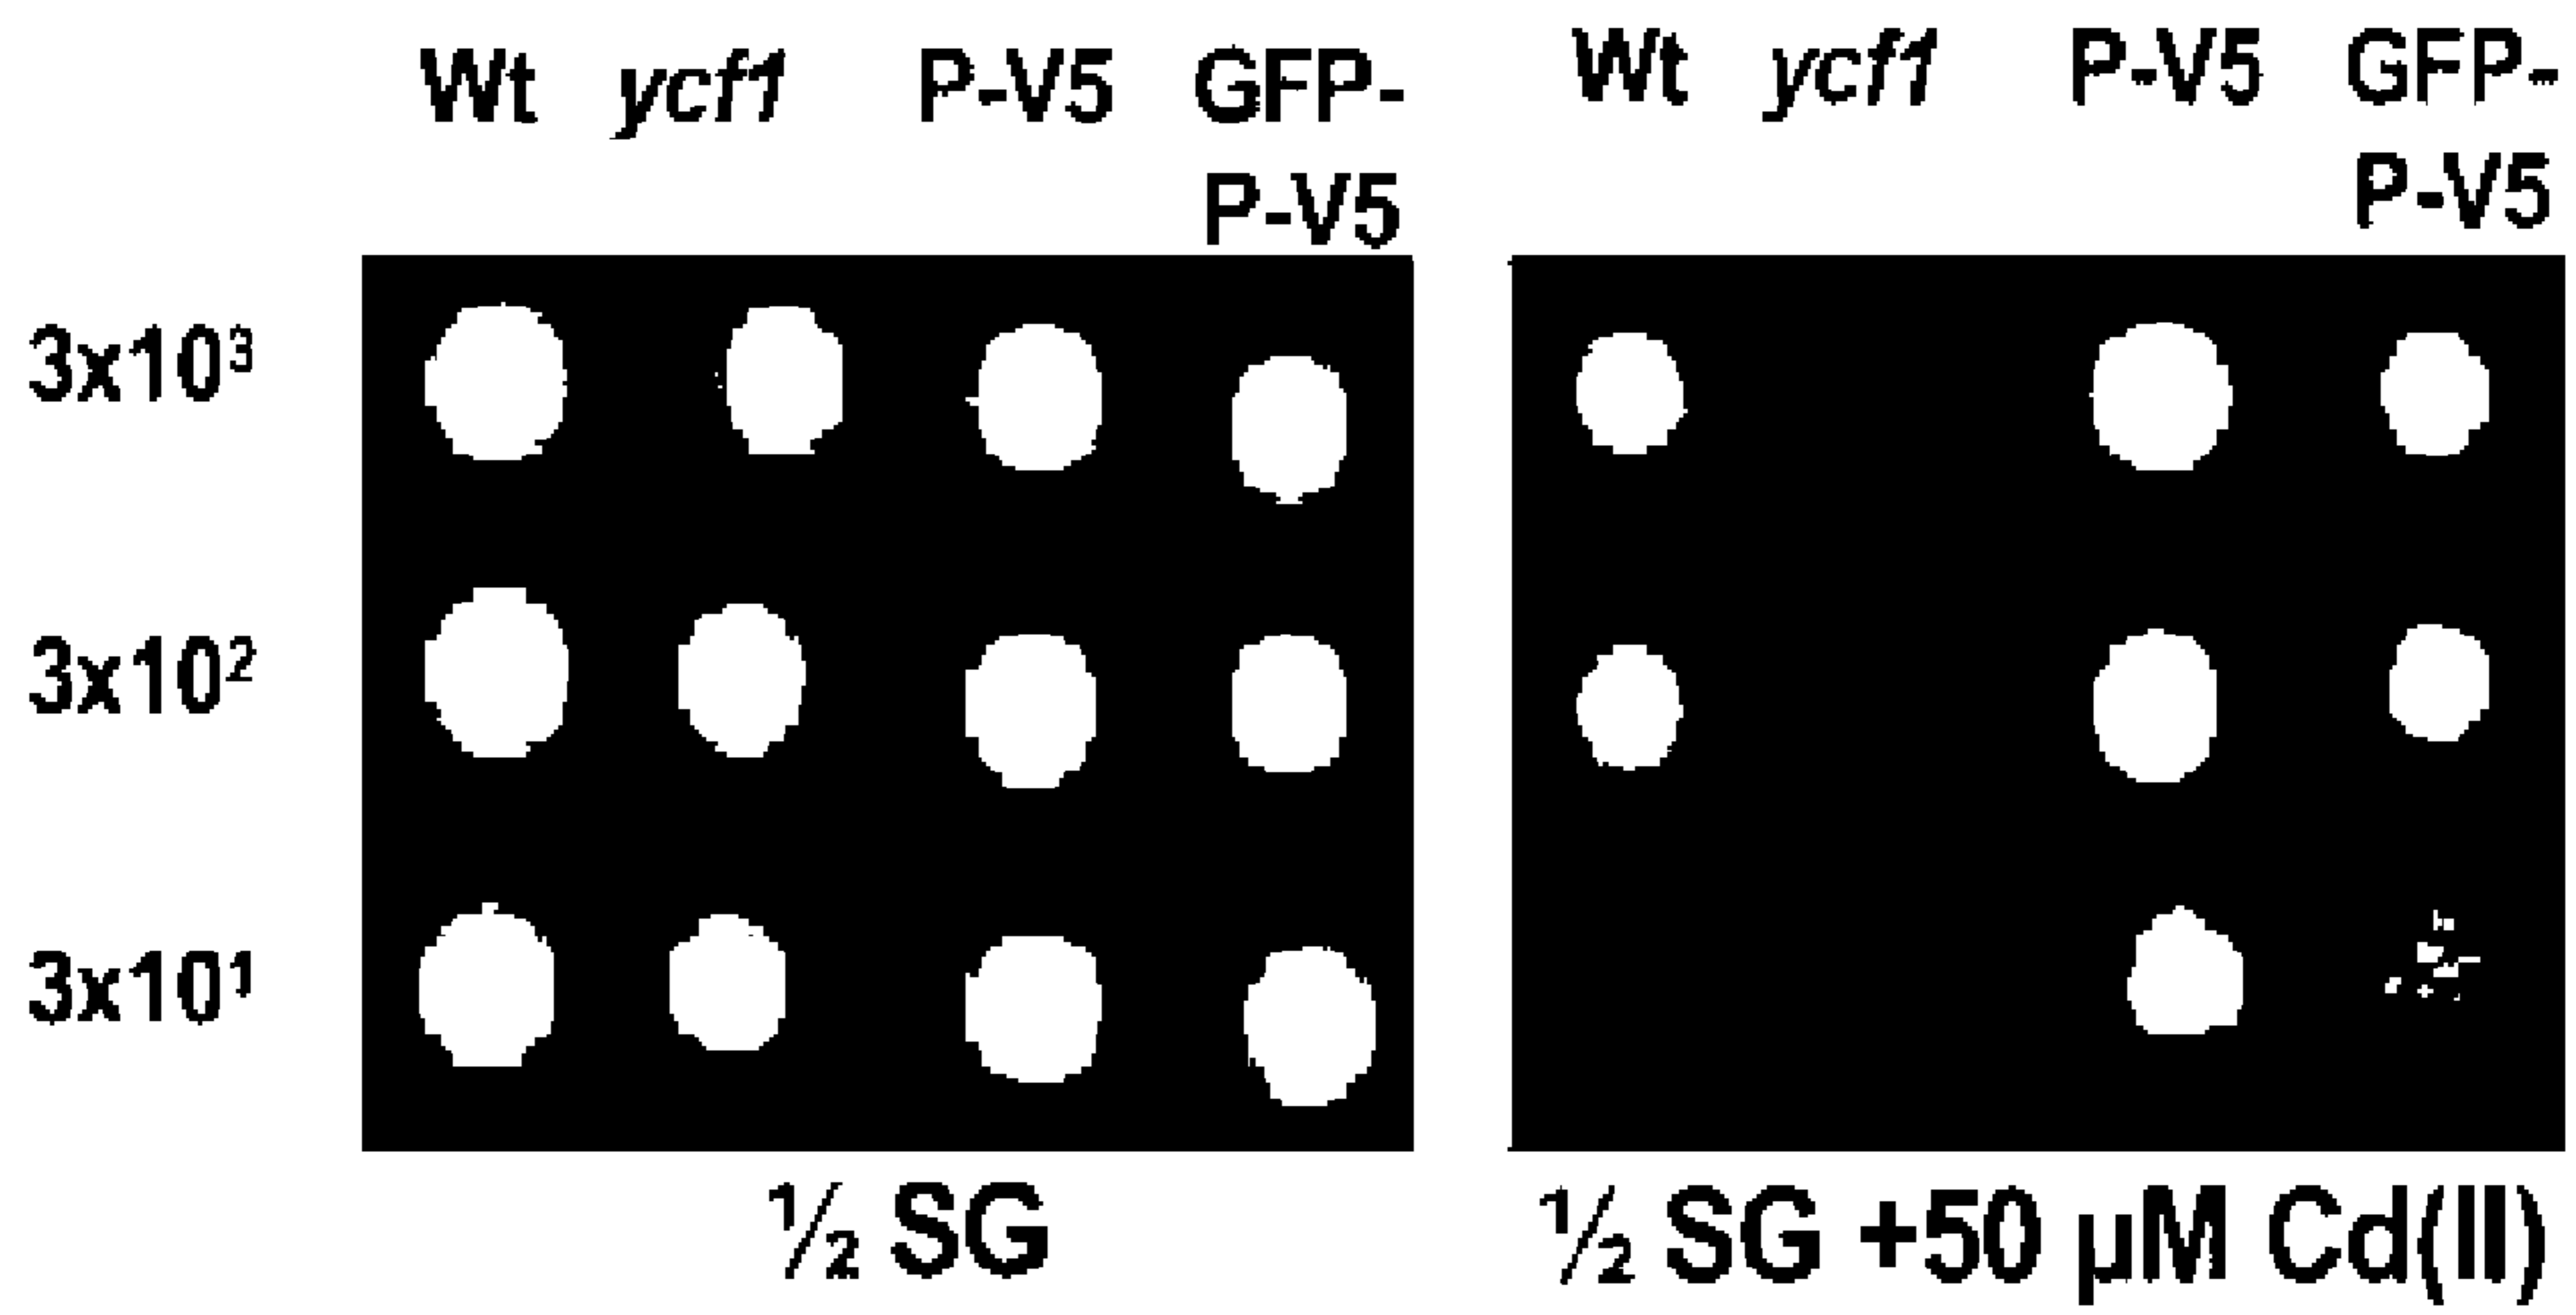 Wt ycf1 P-V5 GFP-
P-V5
Wt ycf1 P-V5 GFP-
P-V5
3x10³
3x10²
3x10¹
½ SG
½ SG +50 µM Cd(II)